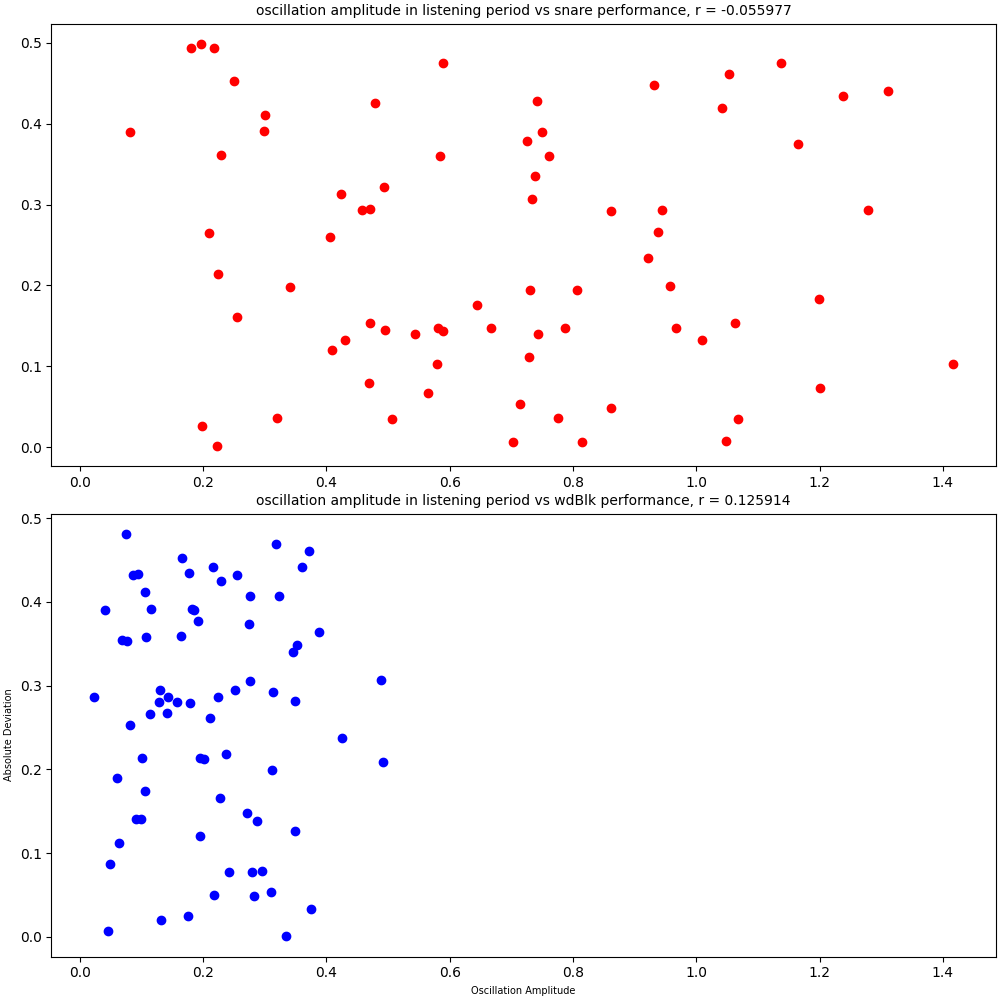 oscillation amplitude in listening period vs snare performance, r = -0.055977
0.5
0.4
0.3
0.2
0.1
0.0
0.0 0.2 0.4 0.6 0.8 1.0 1.2 1.4
oscillation amplitude in listening period vs wdBlk performance, r = 0.125914
0.5
0.4
0.3
0.2
0.1
0.0
Absolute Deviation
0.0 0.2 0.4 0.6 0.8 1.0 1.2 1.4
Oscillation Amplitude